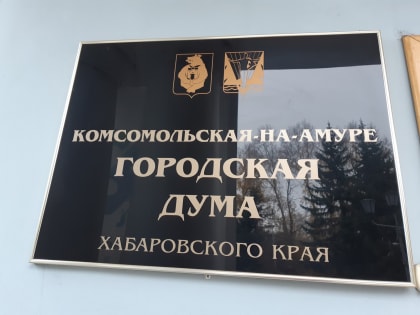 КОМСОМОЛЬСКАЯ-НА-АМУРЕ
ГОРОДСКАЯ
ДУМА
ХАБАРОВСКОГО КРАЯ